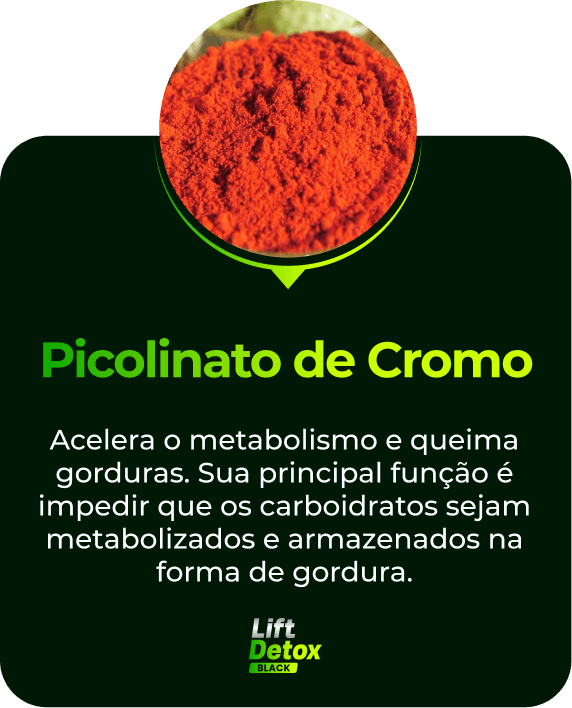 Picolinato de Cromo
Acelera o metabolismo e queima
gorduras. Sua principal função é
impedir que os carboidratos sejam
metabolizados e armazenados na
forma de gordura.
Lift
Detox
BLACK